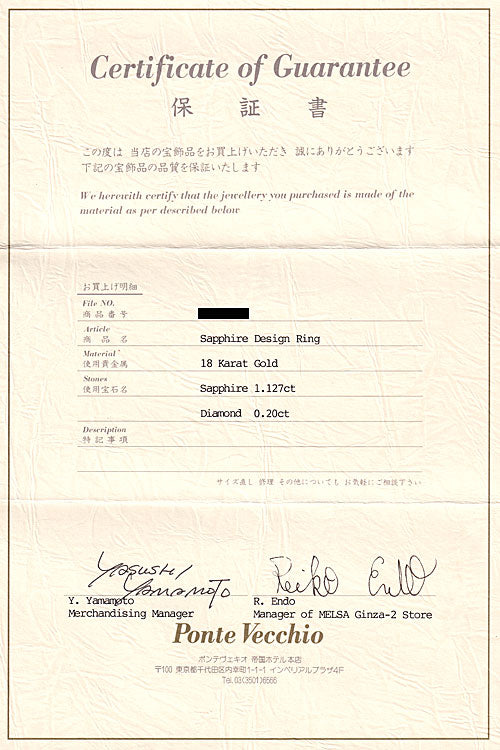 Certificate of Guarantee
保証書
この度は 当店の宝飾品をお買上げいただき 誠にありがとうございます
下記の宝飾品の品質を保証いたします
We herewith certify that the jewellery you purchased is made of the
material as per described below
お買上げ明細
File NO.
商品番号
Article
商品名 Sapphire Design Ring
Material
使用貴金属 18 Karat Gold
Stones
使用宝石名 Sapphire 1.127ct
Diamond 0.20ct
Description
特記事項
サイズ直し 修理 その他についても お気軽にご相談下さい
Yasushi Yamamoto Reiko Endo
Y. Yamamoto R. Endo
Merchandising Manager Manager of MELSA Ginza-2 Store
Ponte Vecchio
ポンテヴェキオ 帝国ホテル本店
〒100 東京都千代田区内幸町1-1-1 インペリアルプラザ4F
Tel.03(3501)6566